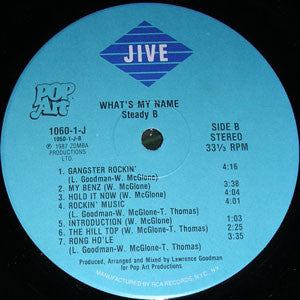 JIVE
POP
ART
1060-1-J
1060-1-J-B
℗ 1987 ZOMBA
PRODUCTIONS
LTD.
WHAT'S MY NAME
Steady B
SIDE B
STEREO
33⅓ RPM
1. GANGSTER ROCKIN' 4:16
(L. Goodman-W. McGlone)
2. MY BENZ (W. McGlone) 3:38
3. HOLD IT NOW (W. McGlone) 4:04
4. ROCKIN' MUSIC 4:01
(L. Goodman-W. McGlone)
5. INTRODUCTION (W. McGlone) 1:03
6. THE HILL TOP (W. McGlone-T. Thomas) 2:25
7. RONG HO'LE 3:35
(L. Goodman-W. McGlone-T. Thomas)
Produced, Arranged and Mixed by Lawrence Goodman
for Pop Art Productions
MANUFACTURED BY RCA RECORDS, N.Y., N.Y.